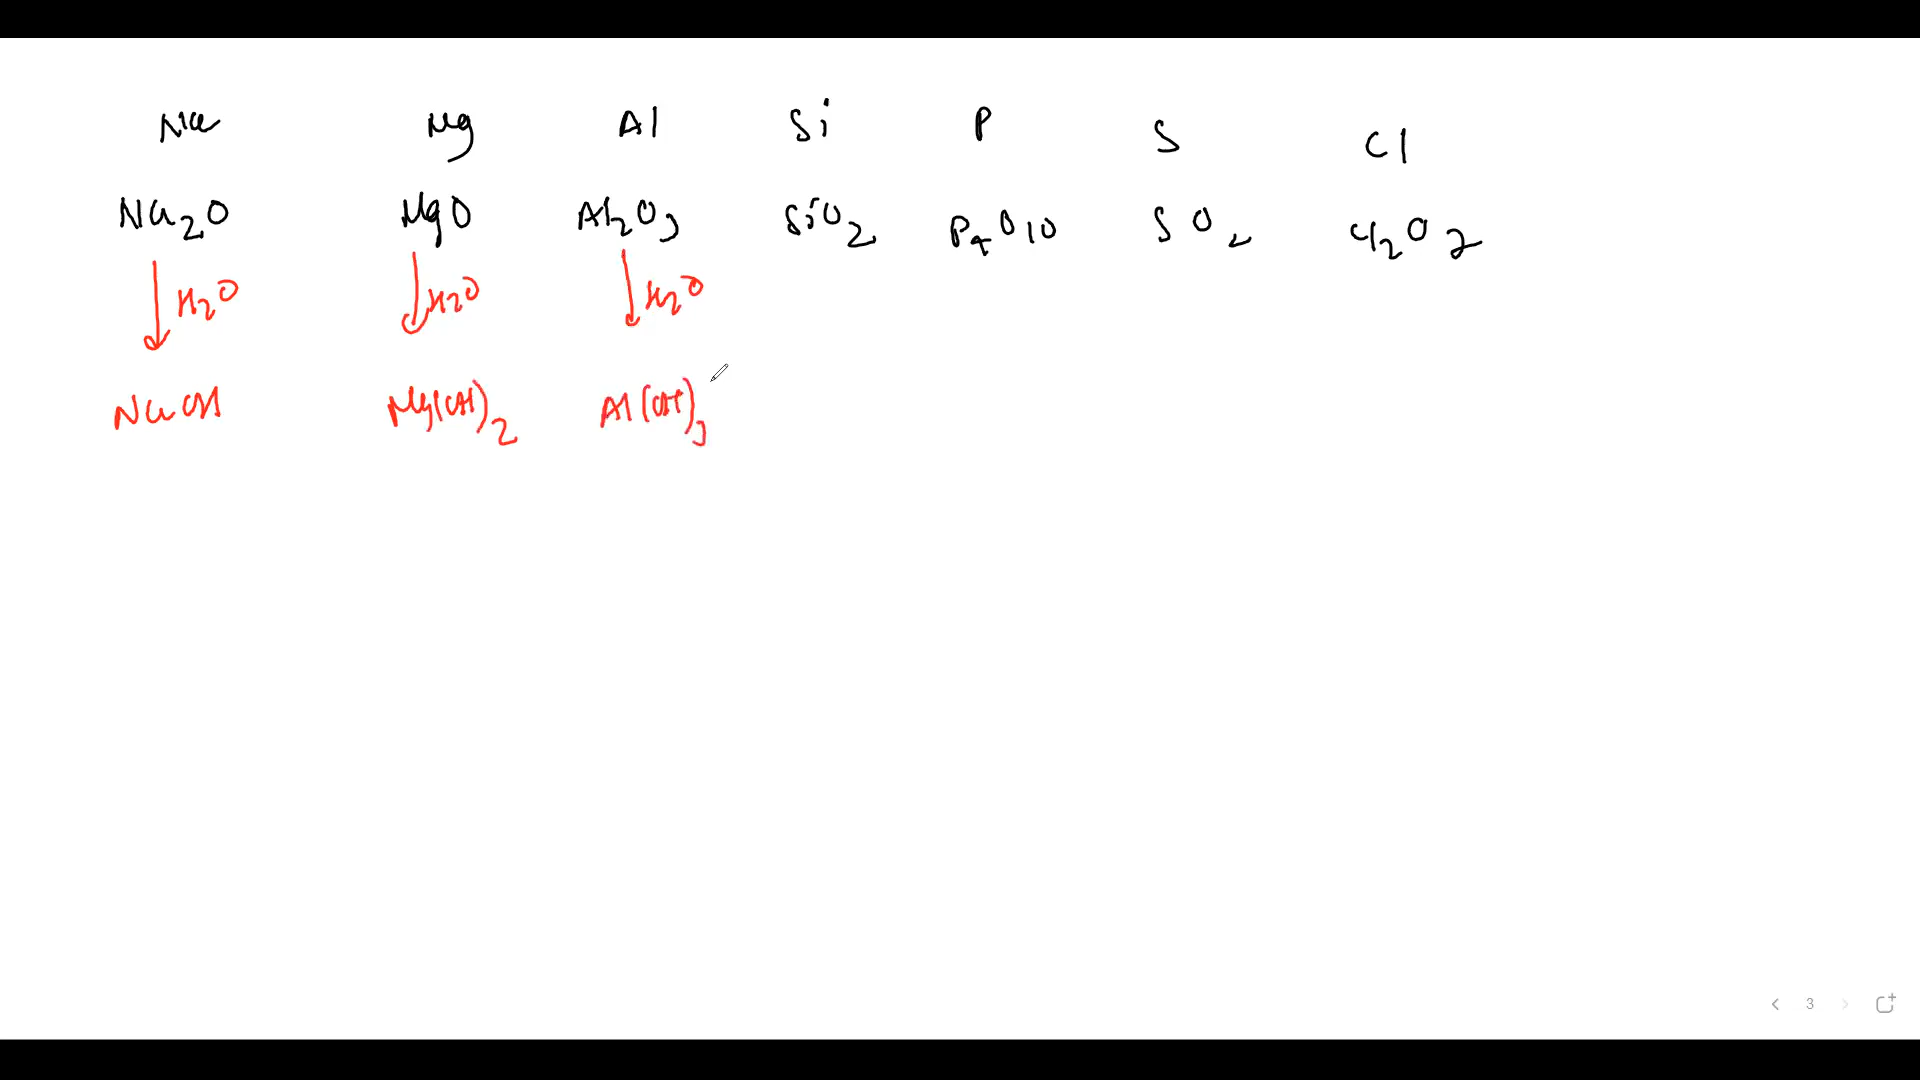 Na Mg Al Si P S Cl
Na₂O MgO Al₂O₃ SiO₂ P₄O₁₀ SO₂ Cl₂O₇
H₂O H₂O H₂O
NaOH Mg(OH)₂ Al(OH)₃
3